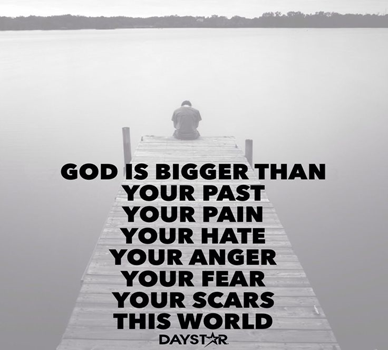 GOD IS BIGGER THAN
YOUR PAST
YOUR PAIN
YOUR HATE
YOUR ANGER
YOUR FEAR
YOUR SCARS
THIS WORLD
DAYSTAR